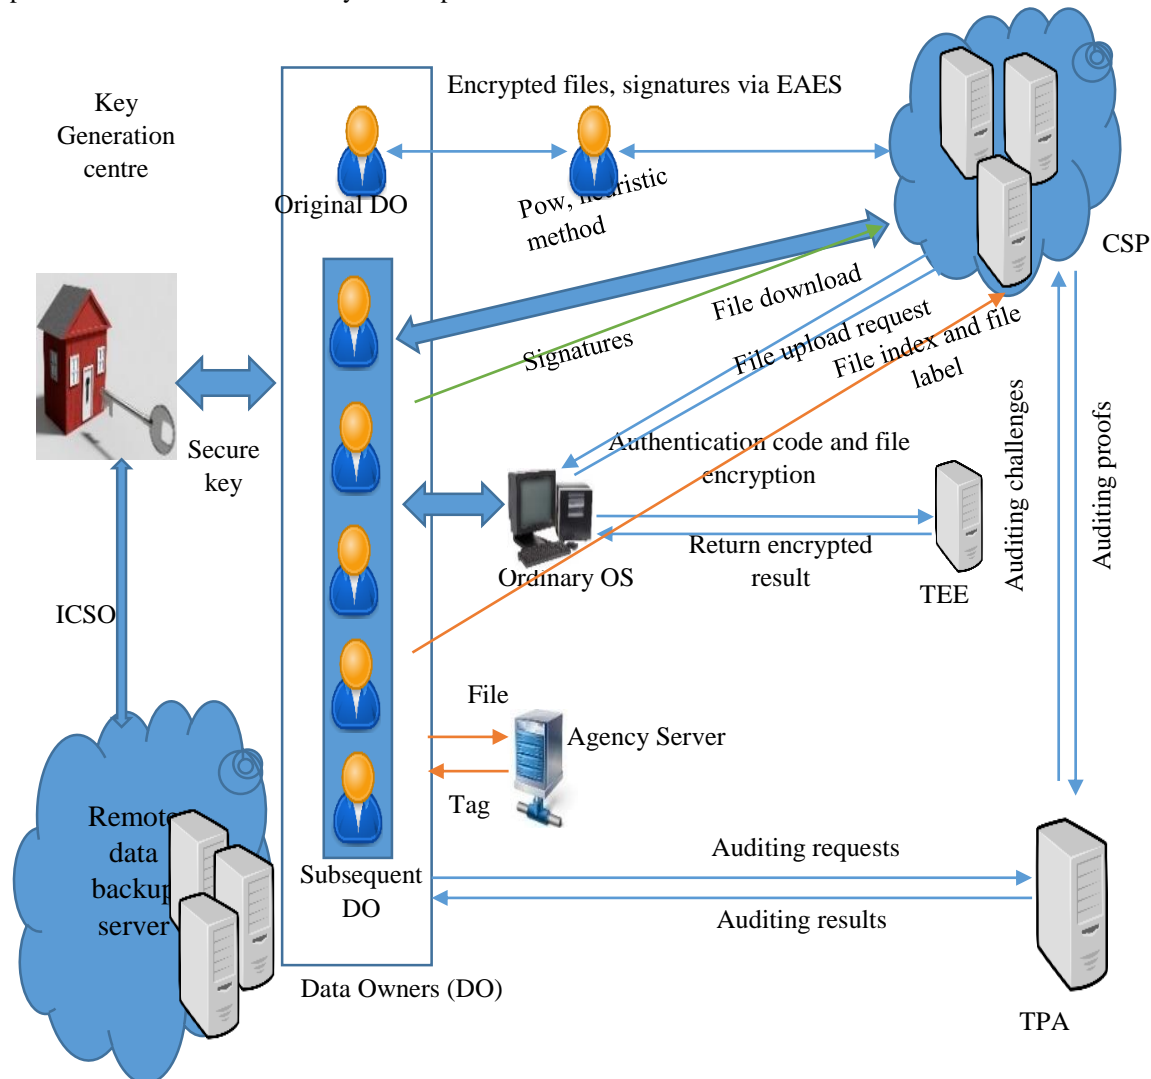 Encrypted files, signatures via EAES
Key
Generation
centre
Original DO
Pow, heuristic
method
CSP
File download
Signatures
File upload request
File index and file
label
Secure
key
Authentication code and file
encryption
Auditing challenges
Auditing proofs
Return encrypted
result
Ordinary OS
TEE
ICSO
File
Agency Server
Tag
Remote
data
backup
server
Subsequent
DO
Auditing requests
Auditing results
Data Owners (DO)
TPA